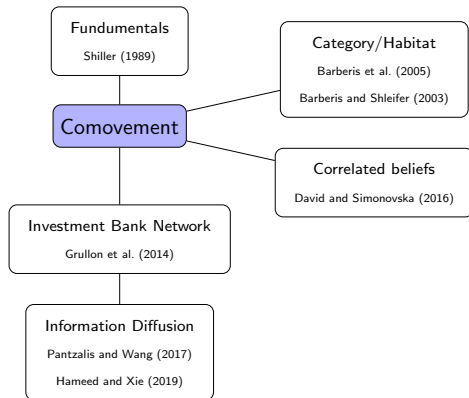 Fundumentals
Shiller (1989)
Category/Habitat
Barberis et al. (2005)
Barberis and Shleifer (2003)
Comovement
Correlated beliefs
David and Simonovska (2016)
Investment Bank Network
Grullon et al. (2014)
Information Diffusion
Pantzalis and Wang (2017)
Hameed and Xie (2019)